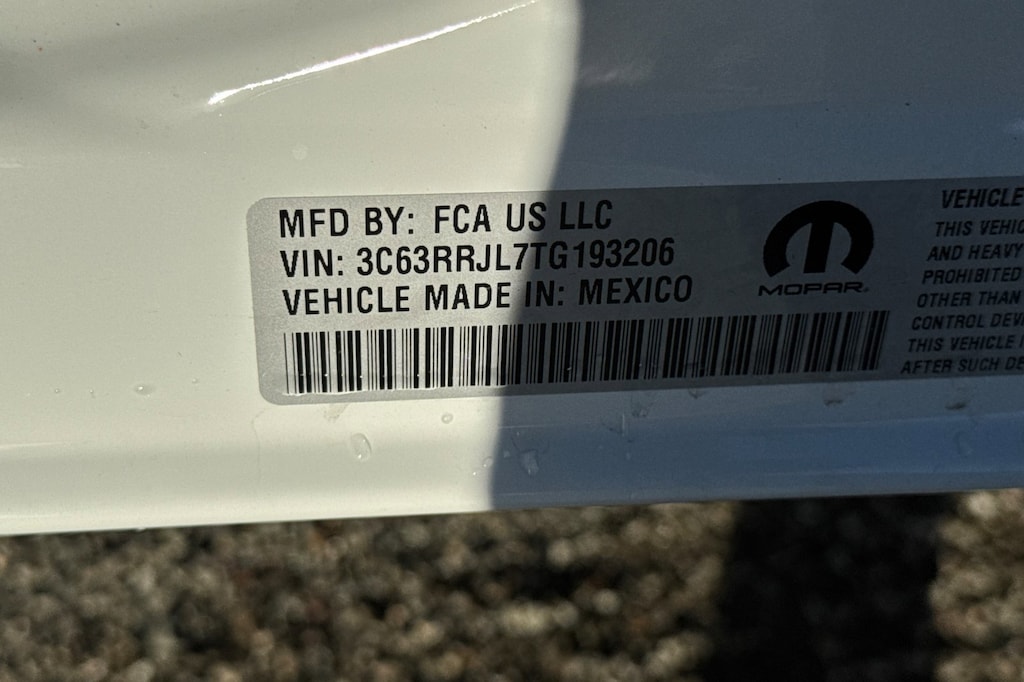 MFD BY: FCA US LLC
VIN: 3C63RRJL7TG193206
VEHICLE MADE IN: MEXICO
MOPAR®
VEHICLE
THIS VEHIC
AND HEAVY
PROHIBITED
OTHER THAN
CONTROL DEV
THIS VEHICLE
AFTER SUCH DE